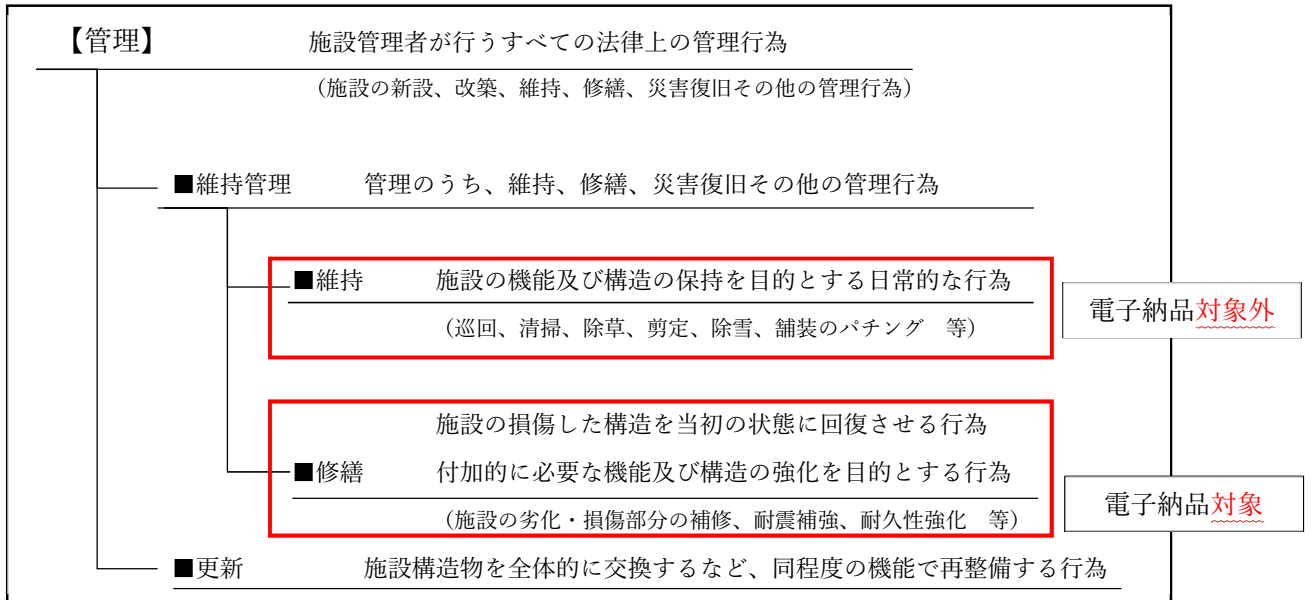 【管理】 施設管理者が行うすべての法律上の管理行為
（施設の新設、改築、維持、修繕、災害復旧その他の管理行為）
■維持管理 管理のうち、維持、修繕、災害復旧その他の管理行為
■維持 施設の機能及び構造の保持を目的とする日常的な行為
（巡回、清掃、除草、剪定、除雪、舗装のパチング　等）
電子納品対象外
施設の損傷した構造を当初の状態に回復させる行為
■修繕 付加的に必要な機能及び構造の強化を目的とする行為
（施設の劣化・損傷部分の補修、耐震補強、耐久性強化　等）
電子納品対象
■更新 施設構造物を全体的に交換するなど、同程度の機能で再整備する行為